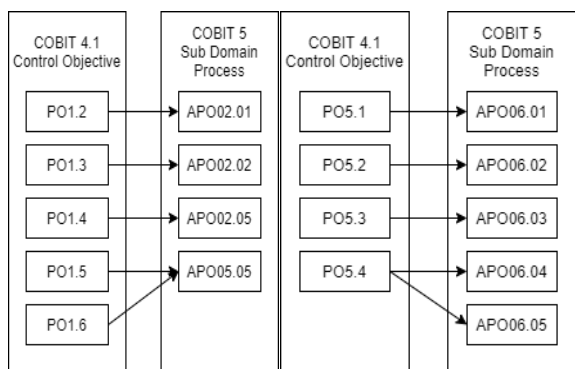 COBIT 4.1
Control Objective
PO1.2
PO1.3
PO1.4
PO1.5
PO1.6
COBIT 5
Sub Domain
Process
APO02.01
APO02.02
APO02.05
APO05.05
COBIT 4.1
Control Objective
PO5.1
PO5.2
PO5.3
PO5.4
COBIT 5
Sub Domain
Process
APO06.01
APO06.02
APO06.03
APO06.04
APO06.05